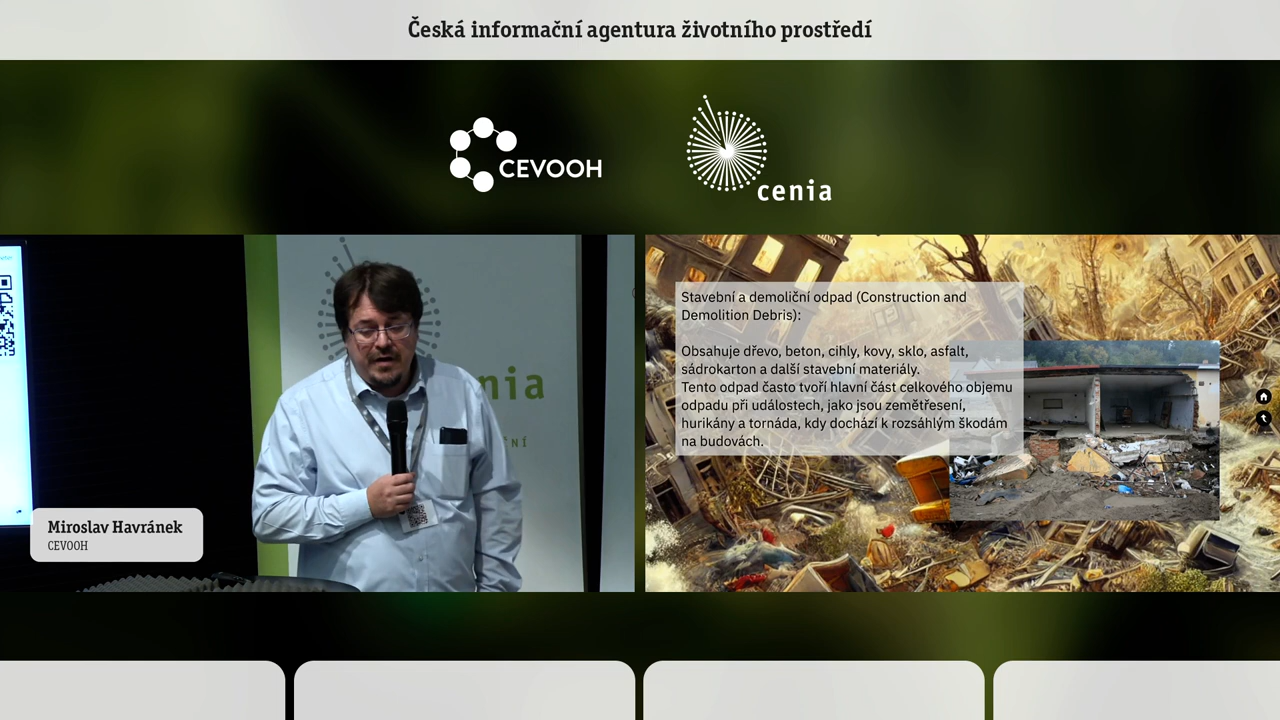 Česká informační agentura životního prostředí
CEVOOH
cenia
nia
Miroslav Havránek
CEVOOH
Stavební a demoliční odpad (Construction and
Demolition Debris):
Obsahuje dřevo, beton, cihly, kovy, sklo, asfalt,
sádrokarton a další stavební materiály.
Tento odpad často tvoří hlavní část celkového objemu
odpadu při událostech, jako jsou zemětřesení,
hurikány a tornáda, kdy dochází k rozsáhlým škodám
na budovách.